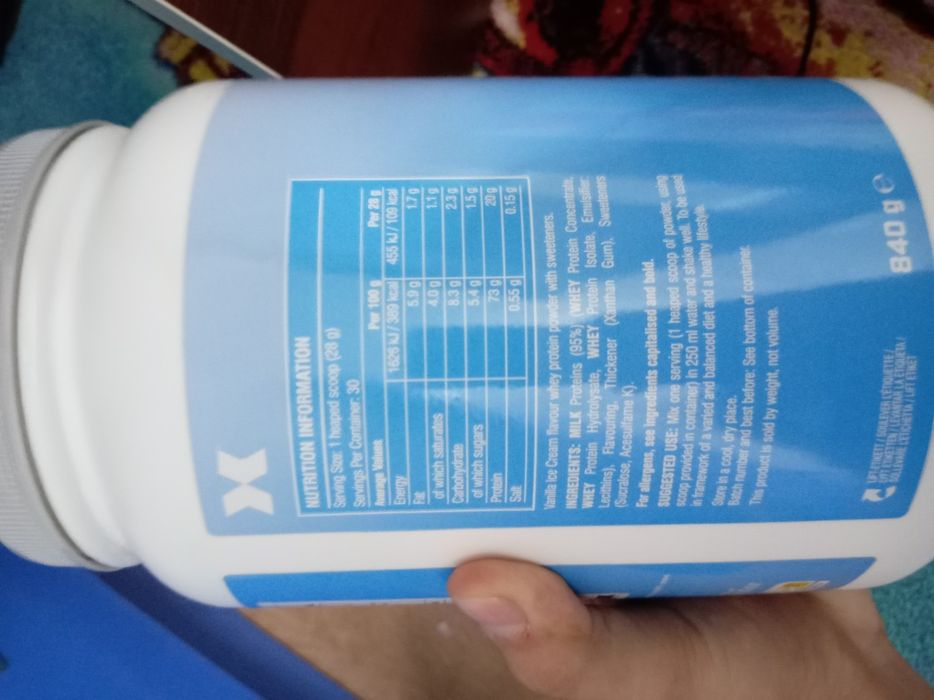 NUTRITION INFORMATION
Serving Size: 1 heaped scoop (28 g)
Servings Per Container: 30
Average Values Per 100 g Per 28 g
Energy 1626 kJ / 389 kcal 455 kJ / 109 kcal
Fat 5.9 g 1.7 g
of which saturates 4.0 g 1.1 g
Carbohydrate 8.3 g 2.3 g
of which sugars 5.4 g 1.5 g
Protein 73 g 20 g
Salt 0.55 g 0.15 g
Vanilla Ice Cream flavour whey protein powder with sweeteners.
INGREDIENTS: MILK Proteins (95%) (WHEY Protein Concentrate,
WHEY Protein Hydrolysate, WHEY Protein Isolate, Emulsifier:
Lecithins), Flavouring, Thickener (Xanthan Gum), Sweeteners
(Sucralose, Acesulfame K).
For allergens, see ingredients capitalised and bold.
SUGGESTED USE: Mix one serving (1 heaped scoop of powder, using
scoop provided in container) in 250 ml water and shake well. To be used
in framework of a varied and balanced diet and a healthy lifestyle.
Store in a cool, dry place.
Batch number and best before: See bottom of container.
This product is sold by weight, not volume.
840 g e